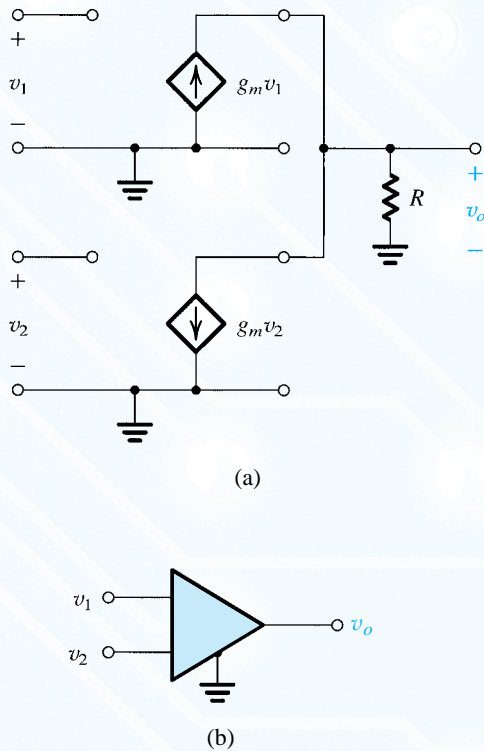 +
v₁
−
gₘv₁
+
vₒ
−
R
+
v₂
−
gₘv₂
(a)
v₁
v₂
vₒ
(b)